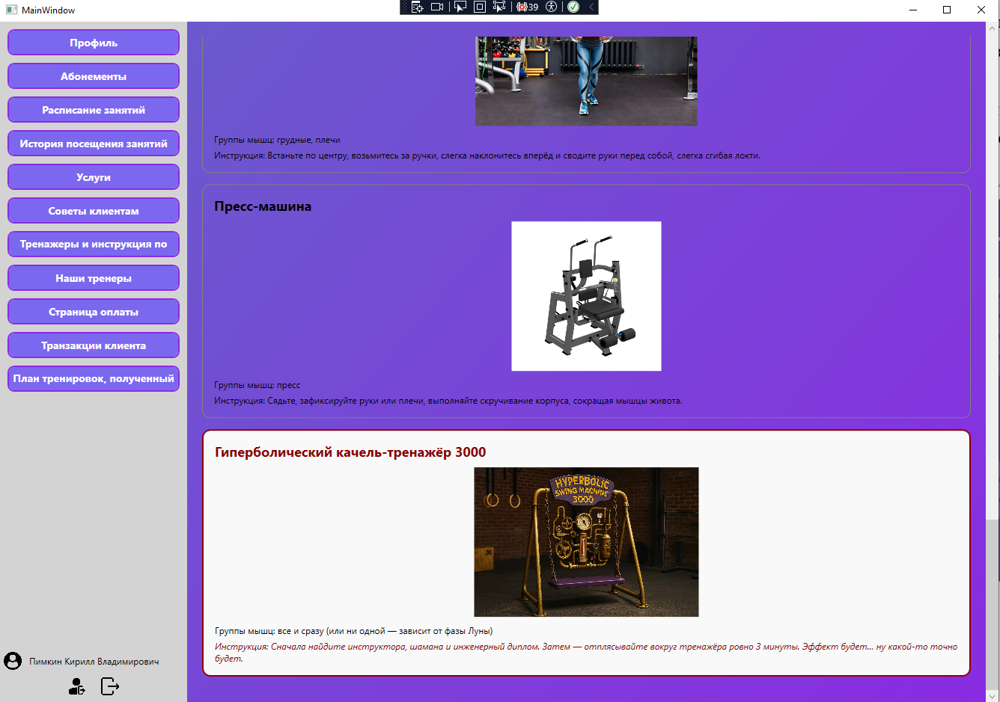 MainWindow
39
Профиль
Абонементы
Расписание занятий
История посещения занятий
Услуги
Советы клиентам
Тренажеры и инструкция по
Наши тренеры
Страница оплаты
Транзакции клиента
План тренировок, полученный
Пимкин Кирилл Владимирович
Группы мышц: грудные, плечи
Инструкция: Встаньте по центру, возьмитесь за ручки, слегка наклонитесь вперёд и сводите руки перед собой, слегка сгибая локти.
Пресс-машина
Группы мышц: пресс
Инструкция: Сядьте, зафиксируйте руки или плечи, выполняйте скручивание корпуса, сокращая мышцы живота.
Гиперболический качель-тренажёр 3000
HYPERBOLIC
SWING MACHINE
3000
30
Группы мышц: все и сразу (или ни одной — зависит от фазы Луны)
Инструкция: Сначала найдите инструктора, шамана и инженерный диплом. Затем — отплясывайте вокруг тренажёра ровно 3 минуты. Эффект будет... ну какой-то точно
будет.